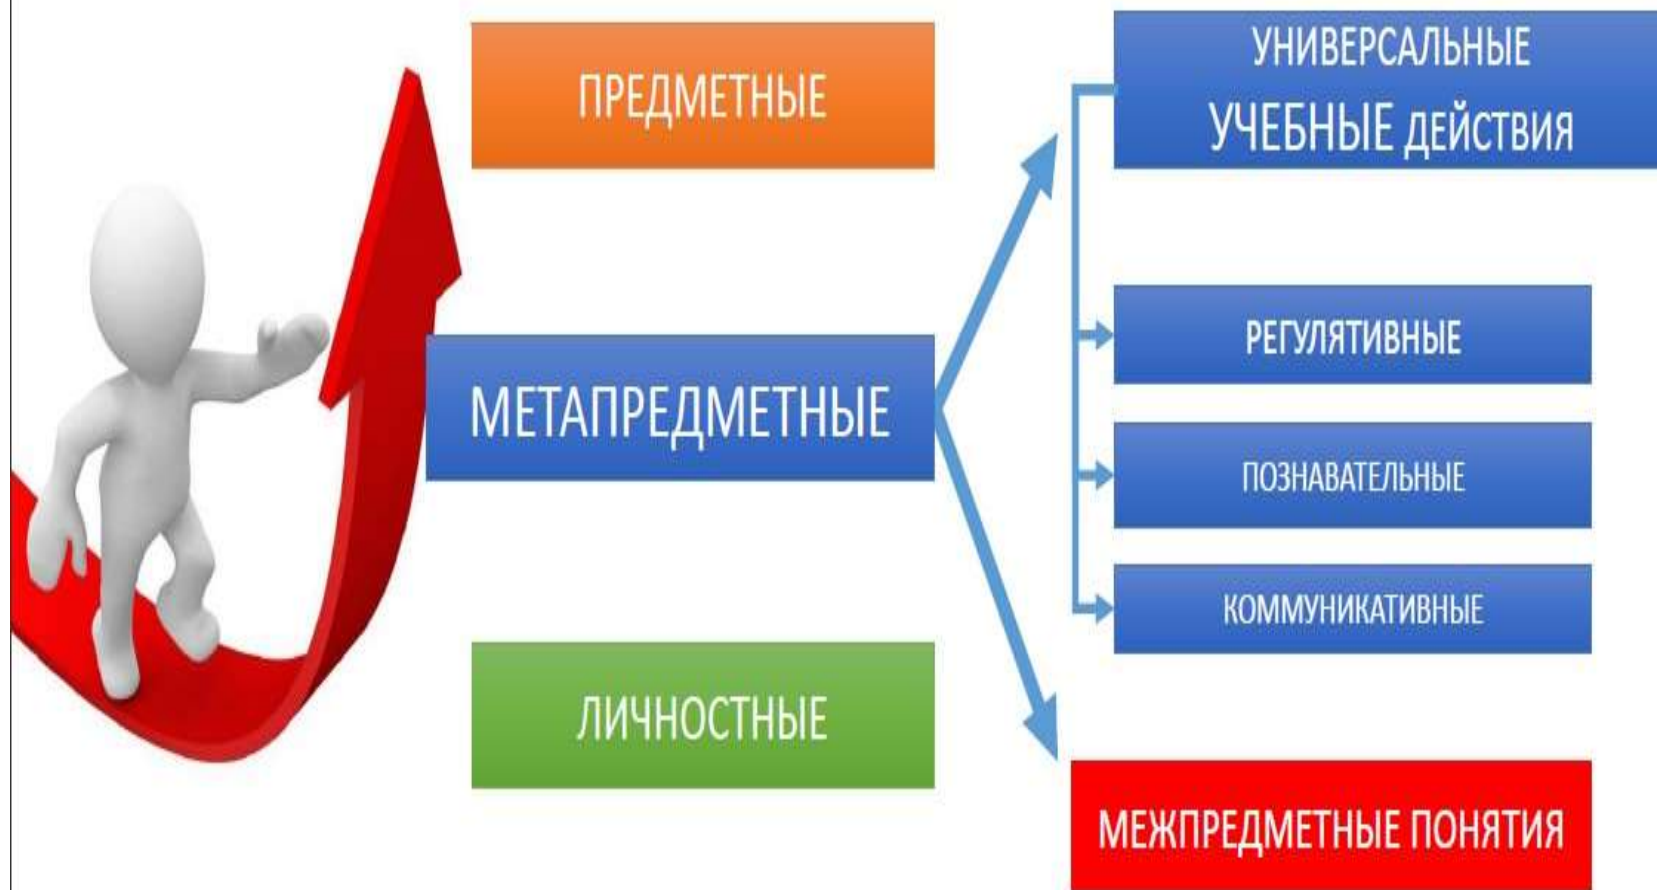 ПРЕДМЕТНЫЕ
МЕТАПРЕДМЕТНЫЕ
ЛИЧНОСТНЫЕ
УНИВЕРСАЛЬНЫЕ
УЧЕБНЫЕ ДЕЙСТВИЯ
РЕГУЛЯТИВНЫЕ
ПОЗНАВАТЕЛЬНЫЕ
КОММУНИКАТИВНЫЕ
МЕЖПРЕДМЕТНЫЕ ПОНЯТИЯ